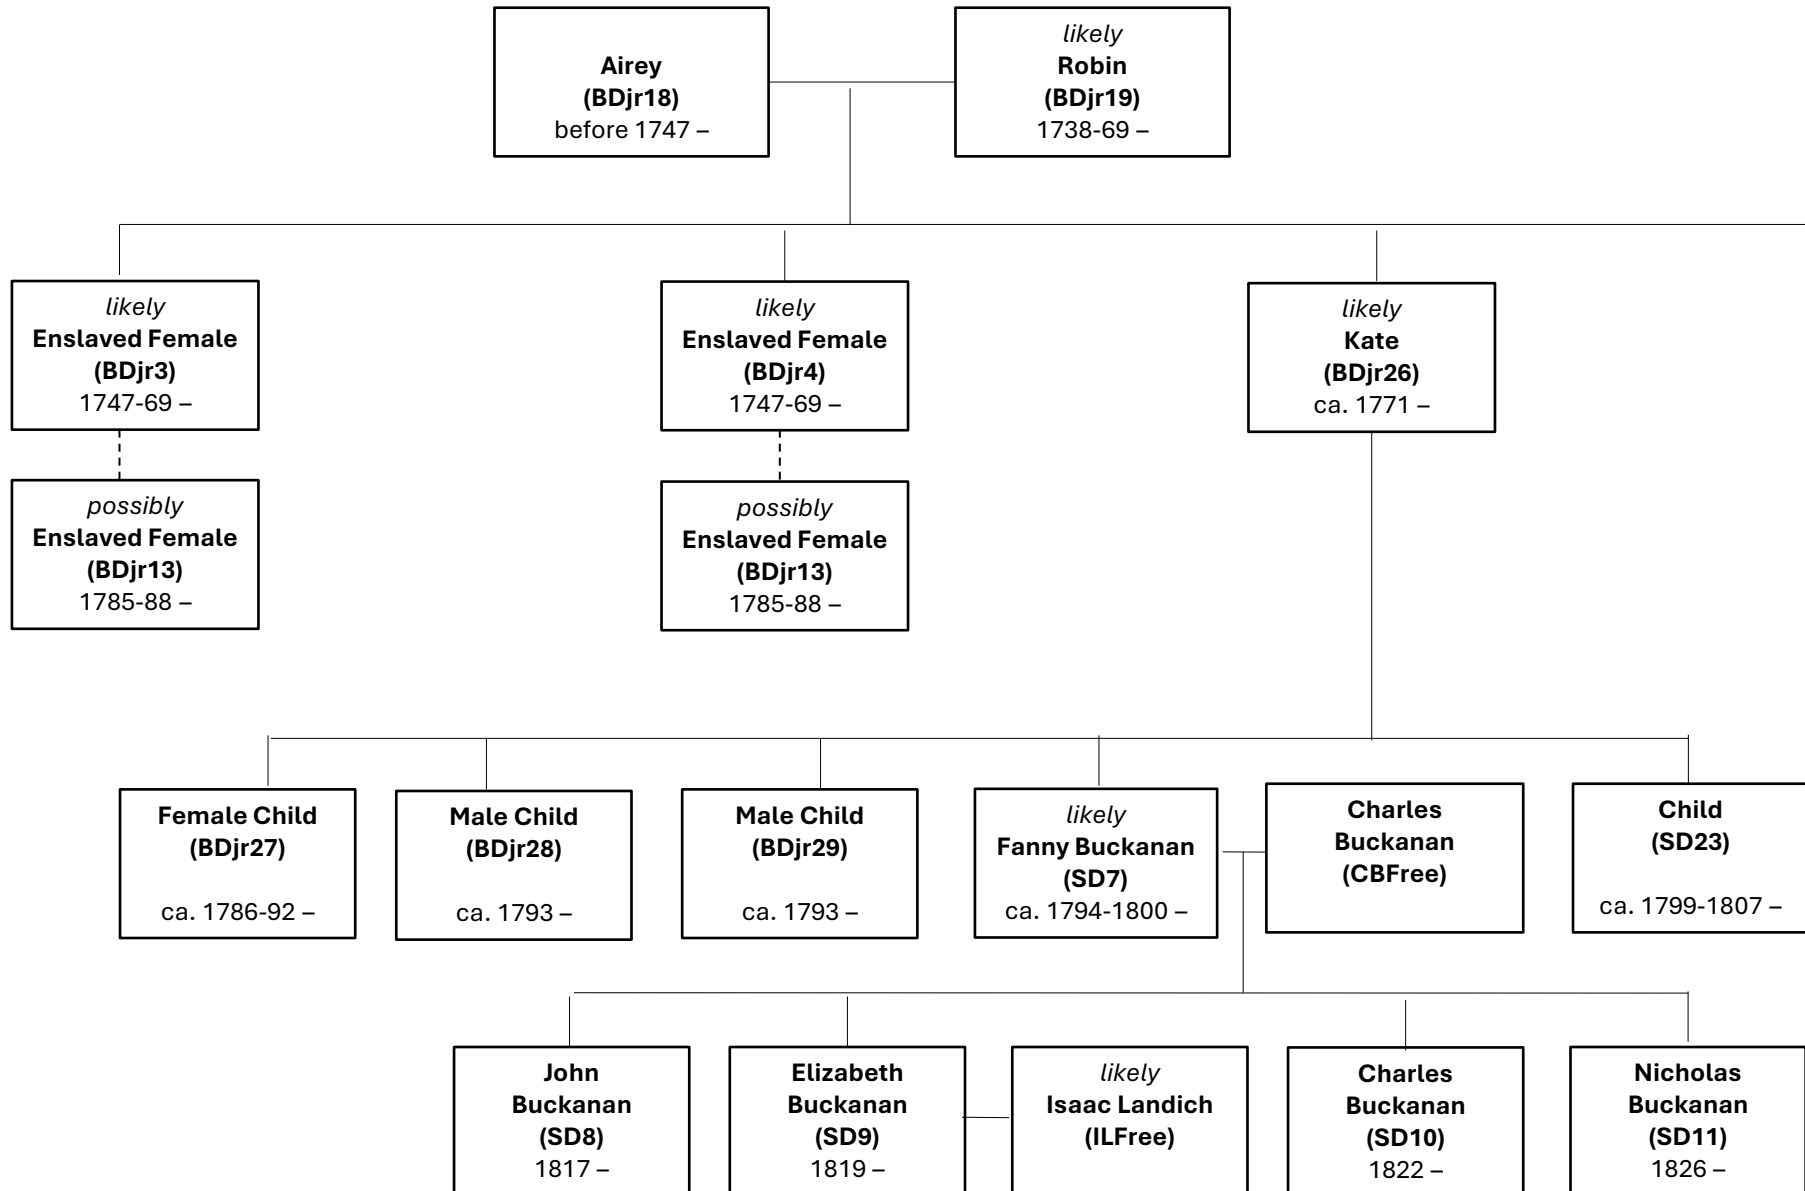 Airey
(BDjr18)
before 1747 –
likely
Robin
(BDjr19)
1738-69 –
likely
Enslaved Female
(BDjr3)
1747-69 –
likely
Enslaved Female
(BDjr4)
1747-69 –
likely
Kate
(BDjr26)
ca. 1771 –
possibly
Enslaved Female
(BDjr13)
1785-88 –
possibly
Enslaved Female
(BDjr13)
1785-88 –
Female Child
(BDjr27)
ca. 1786-92 –
Male Child
(BDjr28)
ca. 1793 –
Male Child
(BDjr29)
ca. 1793 –
likely
Fanny Buckanan
(SD7)
ca. 1794-1800 –
Charles
Buckanan
(CBFree)
Child
(SD23)
ca. 1799-1807 –
John
Buckanan
(SD8)
1817 –
Elizabeth
Buckanan
(SD9)
1819 –
likely
Isaac Landich
(ILFree)
Charles
Buckanan
(SD10)
1822 –
Nicholas
Buckanan
(SD11)
1826 –